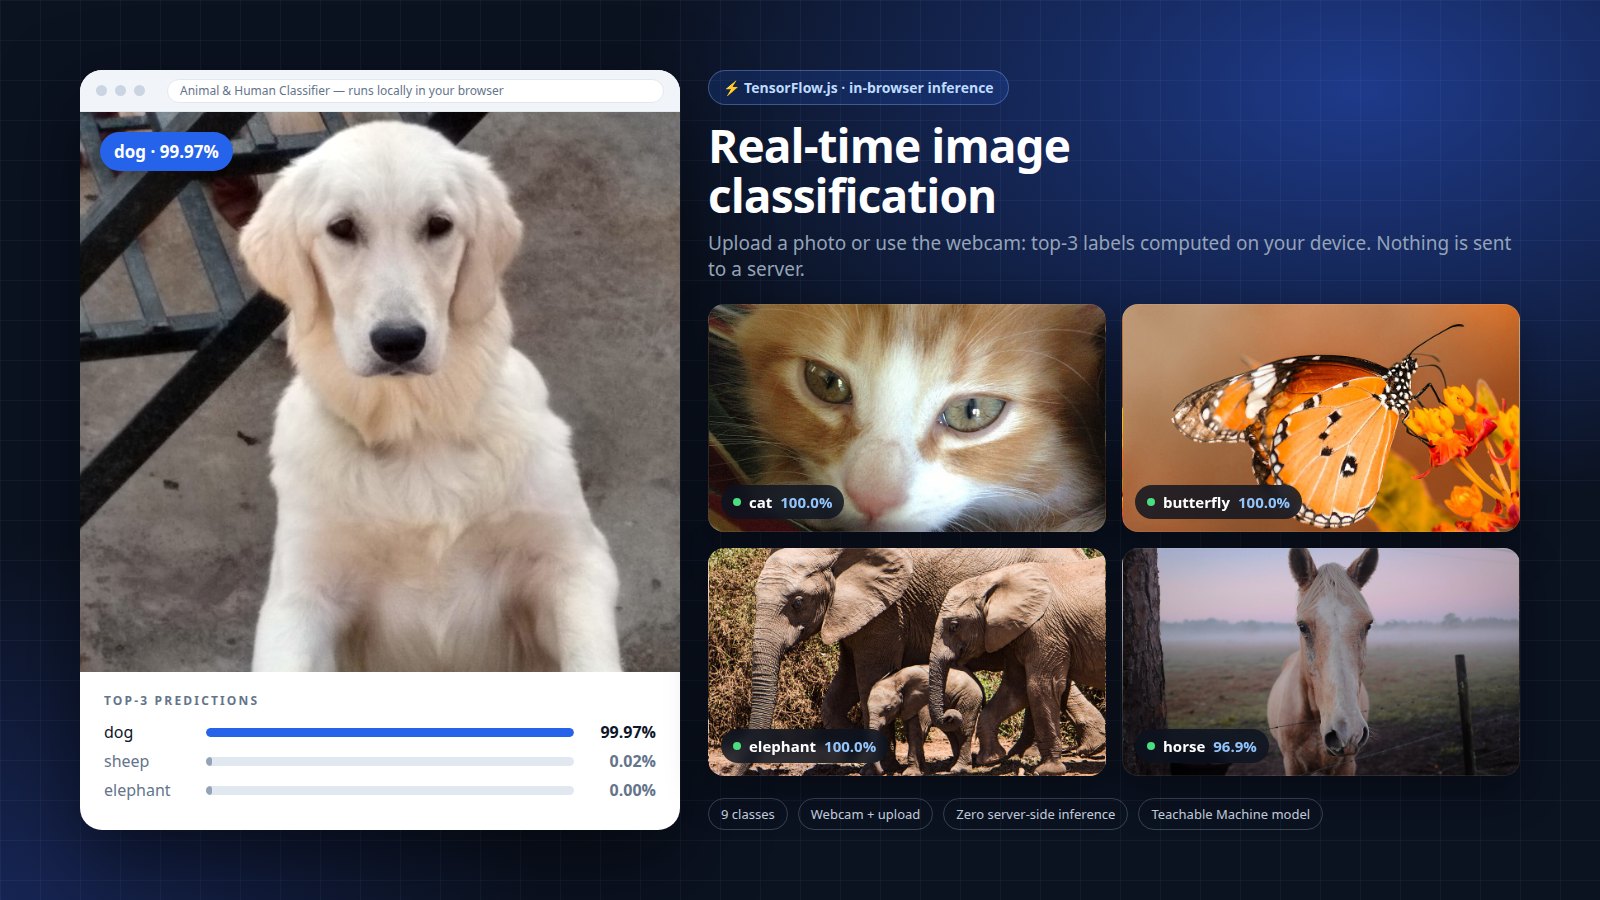 Animal & Human Classifier — runs locally in your browser
dog · 99.97%
TOP-3 PREDICTIONS
dog 99.97%
sheep 0.02%
elephant 0.00%
⚡ TensorFlow.js · in-browser inference
Real-time image
classification
Upload a photo or use the webcam: top-3 labels computed on your device. Nothing is sent
to a server.
cat 100.0%
butterfly 100.0%
elephant 100.0%
horse 96.9%
9 classes
Webcam + upload
Zero server-side inference
Teachable Machine model